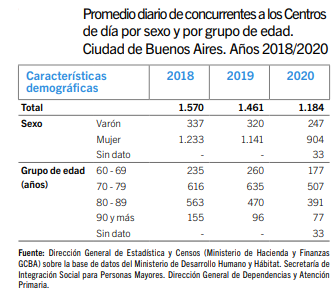 Promedio diario de concurrentes a los Centros
de día por sexo y por grupo de edad.
Ciudad de Buenos Aires. Años 2018/2020
Características 2018 2019 2020
demográficas
Total 1.570 1.461 1.184
Sexo Varón 337 320 247
Mujer 1.233 1.141 904
Sin dato - - 33
Grupo de edad 60 - 69 235 260 177
(años) 70 - 79 616 635 507
80 - 89 563 470 391
90 y más 155 96 77
Sin dato - - 33
Fuente: Dirección General de Estadística y Censos (Ministerio de Hacienda y Finanzas
GCBA) sobre la base de datos del Ministerio de Desarrollo Humano y Hábitat. Secretaría de
Integración Social para Personas Mayores. Dirección General de Dependencias y Atención
Primaria.